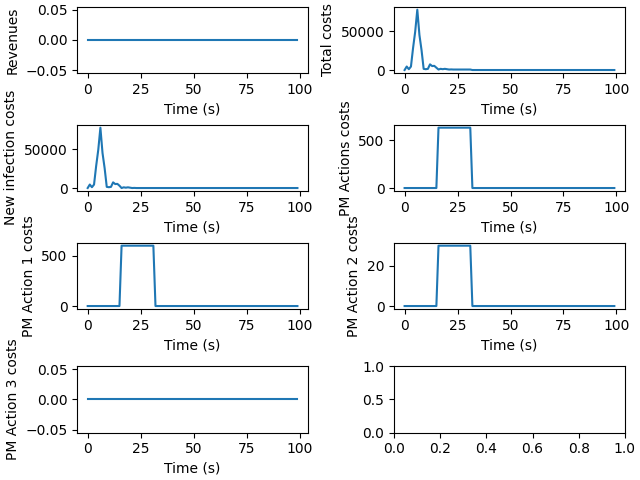 Revenues
0.05
0.00
−0.05
0 25 50 75 100
Time (s)
Total costs
50000
0
0 25 50 75 100
Time (s)
New infection costs
50000
0
0 25 50 75 100
Time (s)
PM Actions costs
500
0
0 25 50 75 100
Time (s)
PM Action 1 costs
500
0
0 25 50 75 100
Time (s)
PM Action 2 costs
20
0
0 25 50 75 100
Time (s)
PM Action 3 costs
0.05
0.00
−0.05
0 25 50 75 100
Time (s)
1.0
0.5
0.0
0.0 0.2 0.4 0.6 0.8 1.0